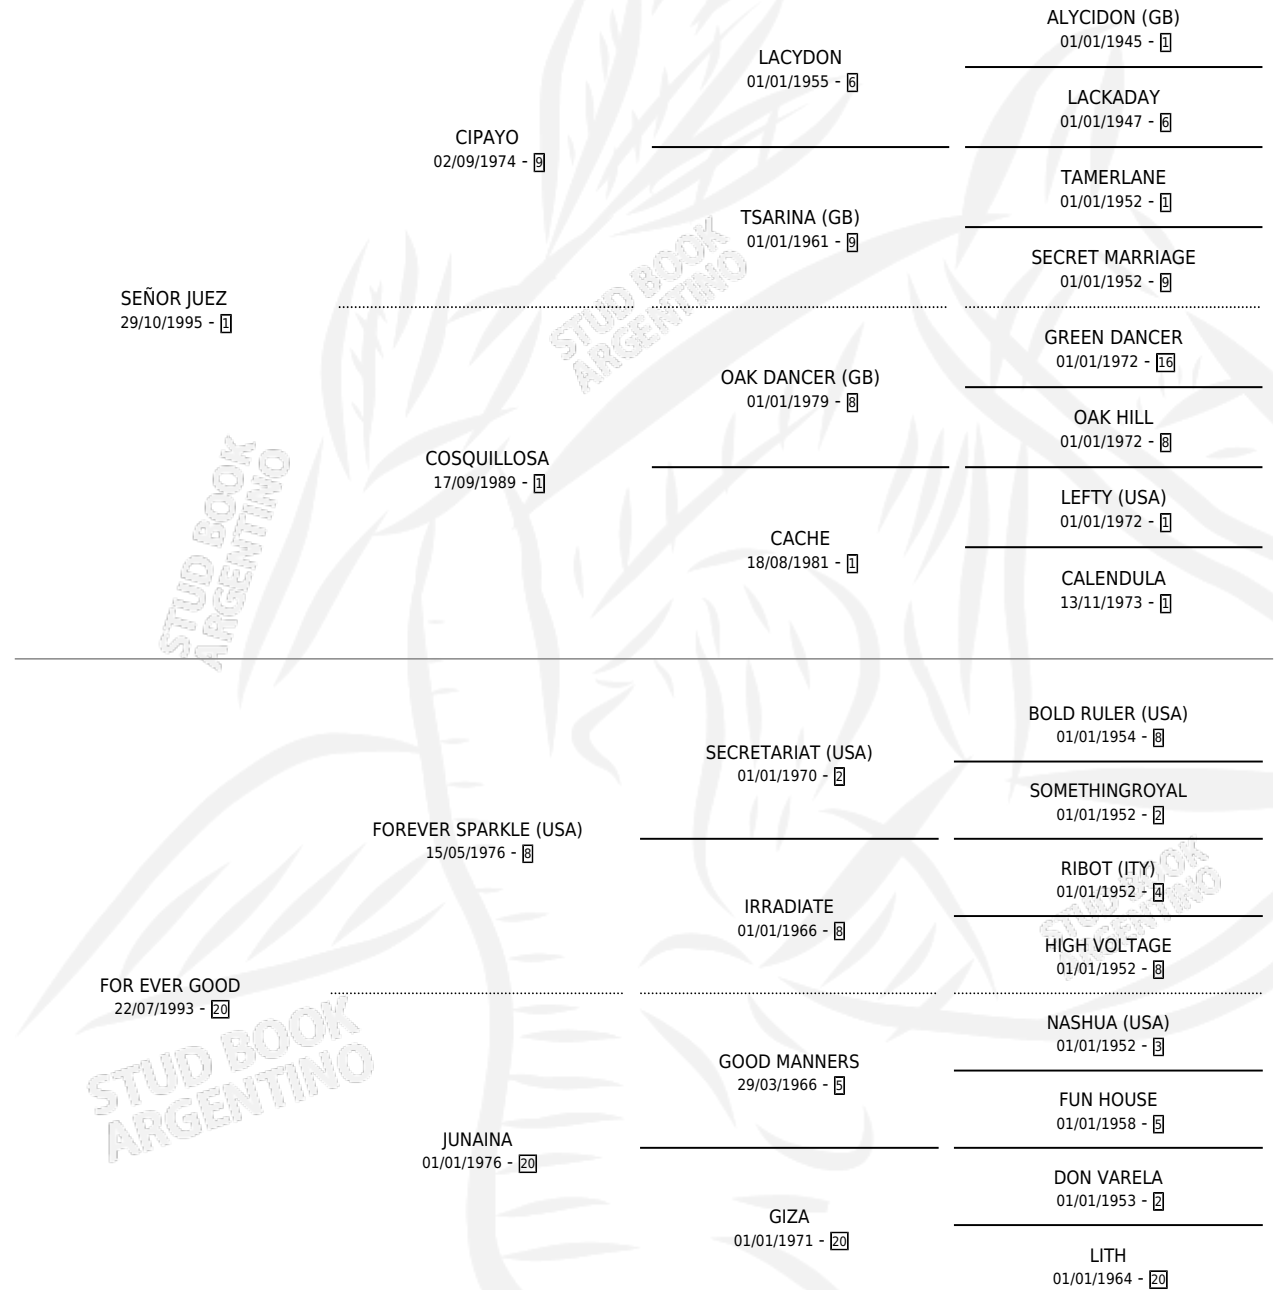 ALYCIDON (GB)
01/01/1945 - 1
LACYDON
01/01/1955 - 6
LACKADAY
01/01/1947 - 6
CIPAYO
02/09/1974 - 9
TAMERLANE
01/01/1952 - 1
TSARINA (GB)
01/01/1961 - 9
SECRET MARRIAGE
01/01/1952 - 9
SEÑOR JUEZ
29/10/1995 - 1
GREEN DANCER
01/01/1972 - 16
OAK DANCER (GB)
01/01/1979 - 8
OAK HILL
01/01/1972 - 8
COSQUILLOSA
17/09/1989 - 1
LEFTY (USA)
01/01/1972 - 1
CACHE
18/08/1981 - 1
CALENDULA
13/11/1973 - 1
BOLD RULER (USA)
01/01/1954 - 8
SECRETARIAT (USA)
01/01/1970 - 2
SOMETHINGROYAL
01/01/1952 - 2
FOREVER SPARKLE (USA)
15/05/1976 - 8
RIBOT (ITY)
01/01/1952 - 4
IRRADIATE
01/01/1966 - 8
HIGH VOLTAGE
01/01/1952 - 8
FOR EVER GOOD
22/07/1993 - 20
NASHUA (USA)
01/01/1952 - 3
GOOD MANNERS
29/03/1966 - 5
FUN HOUSE
01/01/1958 - 5
JUNAINA
01/01/1976 - 20
DON VARELA
01/01/1953 - 2
GIZA
01/01/1971 - 20
LITH
01/01/1964 - 20
STUD BOOK
ARGENTINO
STUD BOOK
ARGENTINO
STUD BOOK
ARGENTINO
STUD BOOK
ARGENTINO